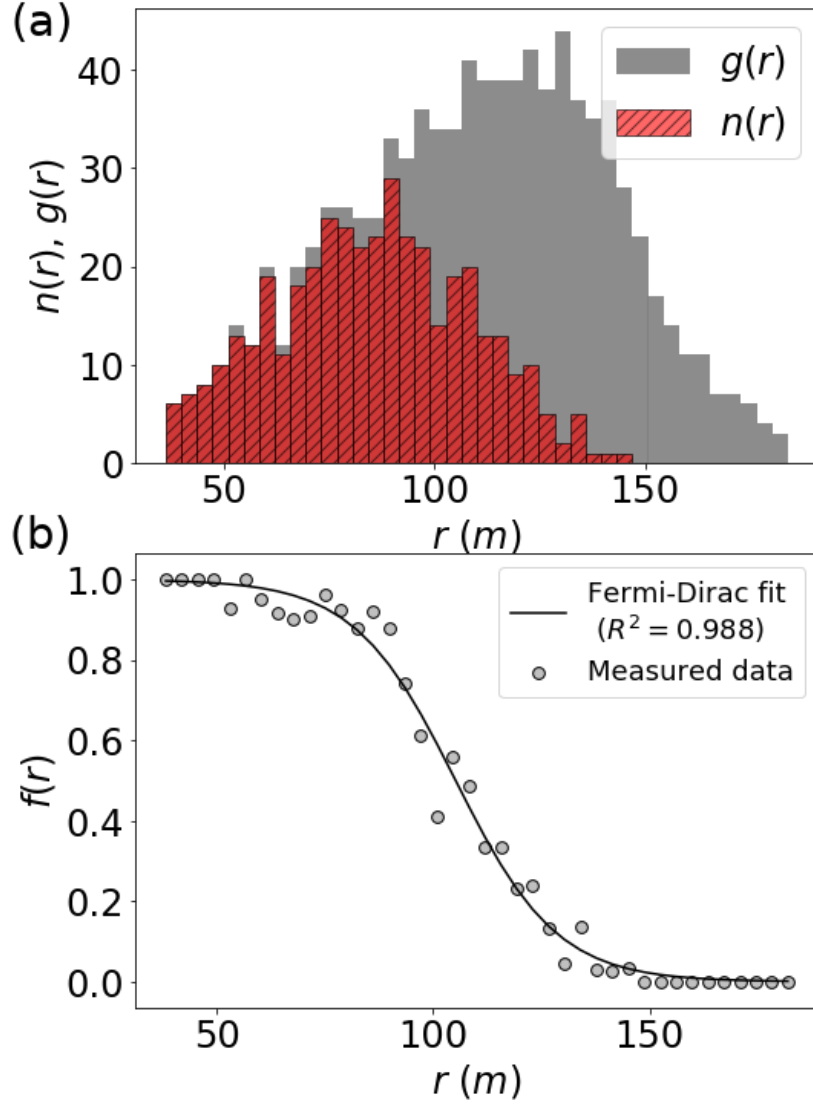 (a)
n(r), g(r)
40
30
20
10
0
g(r)
n(r)
50
100
150
r (m)
(b)
f(r)
1.0
0.8
0.6
0.4
0.2
0.0
Fermi-Dirac fit
(R² = 0.988)
Measured data
50
100
150
r (m)